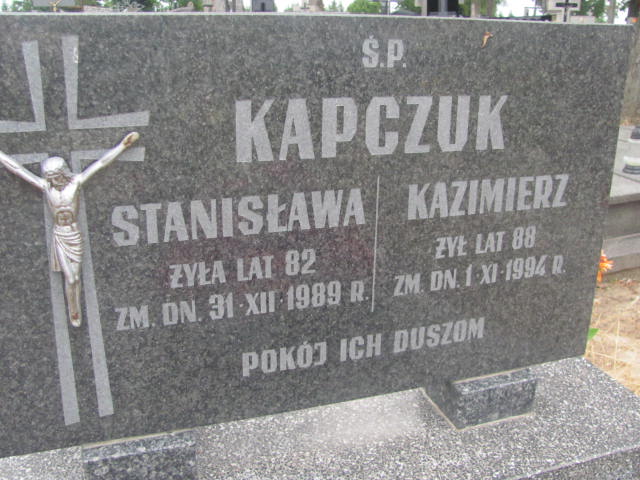 Ś.P.
KAPCZUK
STANISŁAWA
ŻYŁA LAT 82
ZM. DN. 31·XII·1989 R.
KAZIMIERZ
ŻYŁ LAT 88
ZM. DN. 1·XI·1994 R.
POKÓJ ICH DUSZOM